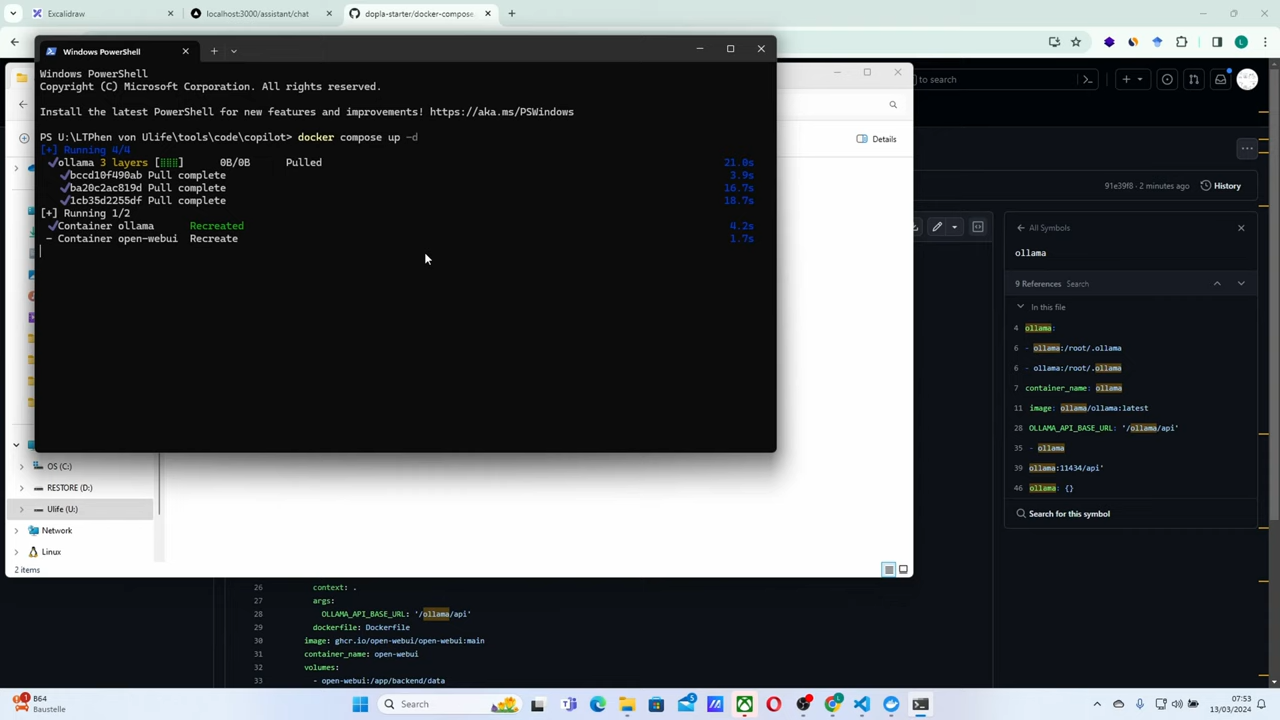 Excalidraw
localhost:3000/assistant/chat
dopla-starter/docker-compose
Windows PowerShell
Windows PowerShell
Copyright (C) Microsoft Corporation. All rights reserved.
Install the latest PowerShell for new features and improvements! https://aka.ms/PSWindows
PS U:\LTPhen von Ulife\tools\code\copilot> docker compose up -d
[+] Running 4/4
✔ollama 3 layers [⣿⣿⣿] 0B/0B Pulled 21.0s
✔bccd10f490ab Pull complete 3.9s
✔ba20c2ac819d Pull complete 16.7s
✔1cb35d2255df Pull complete 18.7s
[+] Running 1/2
✔Container ollama Recreated 4.2s
- Container open-webui Recreate 1.7s
to search
Details
91e39f8 · 2 minutes ago
History
All Symbols
ollama
9 References Search
In this file
4 ollama:
6 - ollama:/root/.ollama
6 - ollama:/root/.ollama
7 container_name: ollama
11 image: ollama/ollama:latest
28 OLLAMA_API_BASE_URL: '/ollama/api'
35 - ollama
39 ollama:11434/api'
46 ollama: {}
Search for this symbol
OS (C:)
RESTORE (D:)
Ulife (U:)
Network
Linux
2 items
26 context: .
27 args:
28 OLLAMA_API_BASE_URL: '/ollama/api'
29 dockerfile: Dockerfile
30 image: ghcr.io/open-webui/open-webui:main
31 container_name: open-webui
32 volumes:
33 - open-webui:/app/backend/data
1
B64
Baustelle
Search
5
07:53
13/03/2024